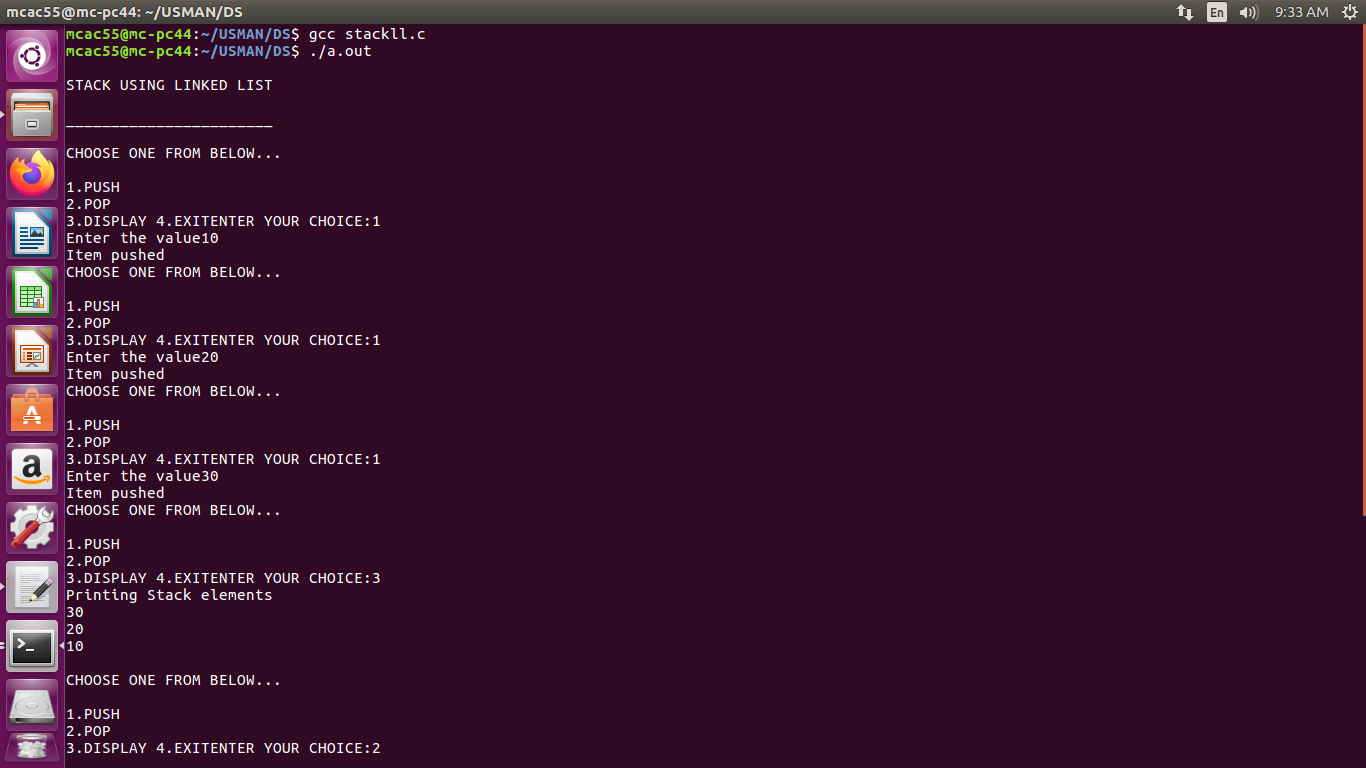 mcac55@mc-pc44: ~/USMAN/DS
En
9:33 AM
mcac55@mc-pc44:~/USMAN/DS$ gcc stackll.c
mcac55@mc-pc44:~/USMAN/DS$ ./a.out
STACK USING LINKED LIST
_______________________
CHOOSE ONE FROM BELOW...
1.PUSH
2.POP
3.DISPLAY 4.EXITENTER YOUR CHOICE:1
Enter the value10
Item pushed
CHOOSE ONE FROM BELOW...
1.PUSH
2.POP
3.DISPLAY 4.EXITENTER YOUR CHOICE:1
Enter the value20
Item pushed
CHOOSE ONE FROM BELOW...
1.PUSH
2.POP
3.DISPLAY 4.EXITENTER YOUR CHOICE:1
Enter the value30
Item pushed
CHOOSE ONE FROM BELOW...
1.PUSH
2.POP
3.DISPLAY 4.EXITENTER YOUR CHOICE:3
Printing Stack elements
30
20
10
CHOOSE ONE FROM BELOW...
1.PUSH
2.POP
3.DISPLAY 4.EXITENTER YOUR CHOICE:2